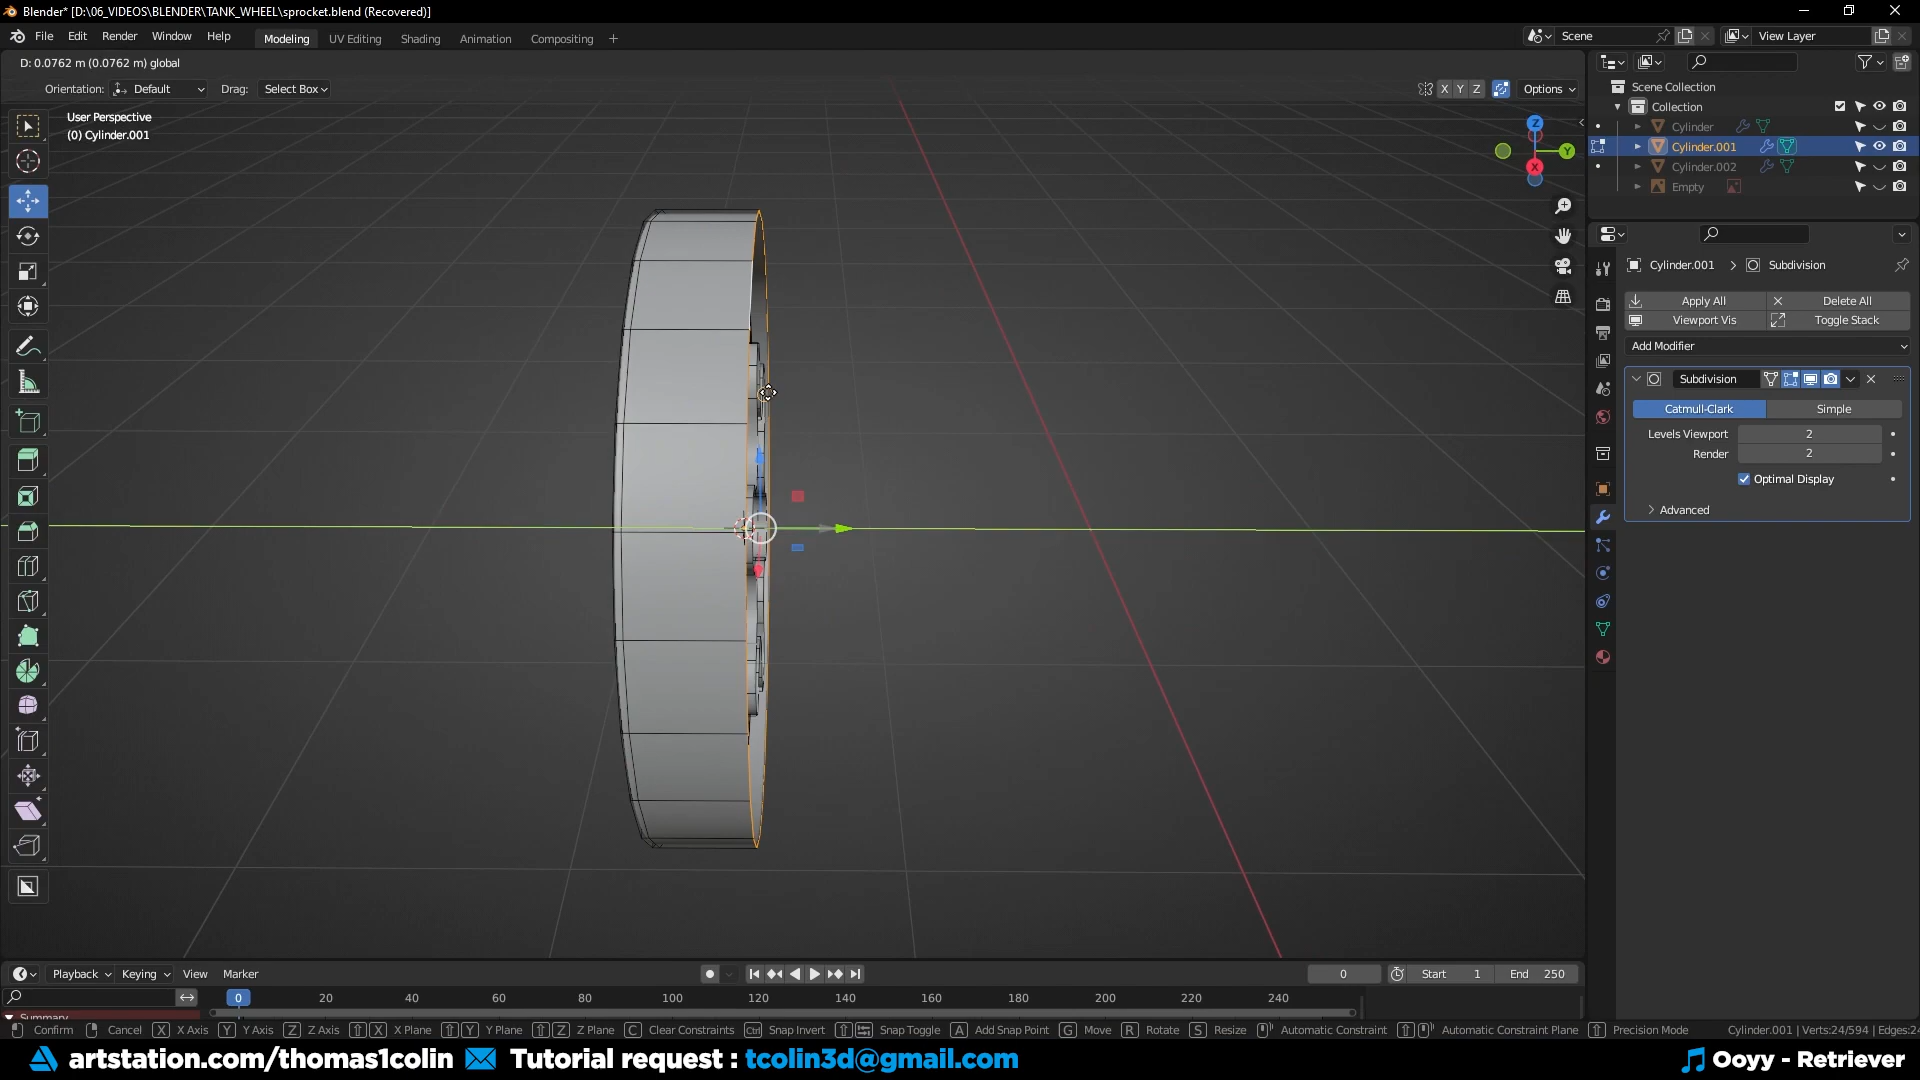 Blender* [D:\06_VIDEOS\BLENDER\TANK_WHEEL\sprocket.blend (Recovered)]
File Edit Render Window Help Modeling UV Editing Shading Animation Compositing + Scene View Layer
D: 0.0762 m (0.0762 m) global
Orientation: Default Drag: Select Box X Y Z Options
User Perspective
(0) Cylinder.001
Z
Y
X
Scene Collection
Collection
Cylinder
Cylinder.001
Cylinder.002
Empty
Cylinder.001 > Subdivision
Apply All Delete All
Viewport Vis Toggle Stack
Add Modifier
Subdivision
Catmull-Clark Simple
Levels Viewport 2
Render 2
Optimal Display
Advanced
Playback Keying View Marker 0 Start 1 End 250
0 20 40 60 80 100 120 140 160 180 200 220 240
Summary
Confirm Cancel X X Axis Y Y Axis Z Z Axis X X Plane Y Y Plane Z Z Plane C Clear Constraints Ctrl Snap Invert Snap Toggle A Add Snap Point G Move R Rotate S Resize Automatic Constraint Automatic Constraint Plane Precision Mode Cylinder.001 | Verts:24/594 | Edges:24
artstation.com/thomas1colin Tutorial request : tcolin3d@gmail.com Ooyy - Retriever